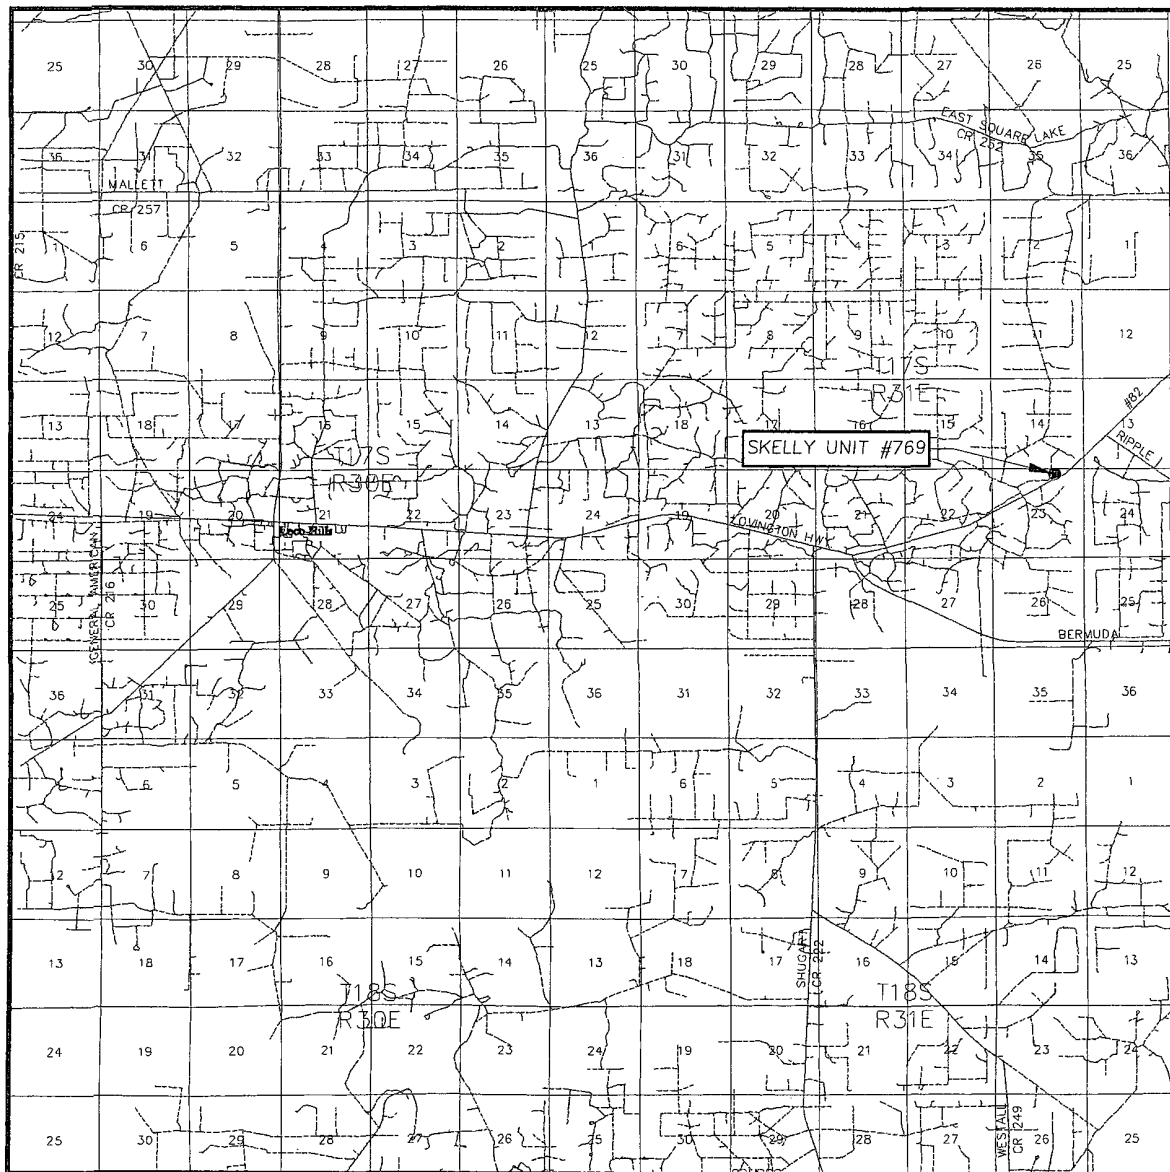 25 30 29 28 27 26 25 30 29 28 27 26 25
EAST SQUARE LAKE
CR 252
36 31 32 33 34 35 36 31 32 33 34 35 36
MALLETT
CR 257
CR 215
1 6 5 4 3 2 1 6 5 4 3 2 1
12 7 8 9 10 11 12 7 8 9 10 11 12
T17S
R31E
#82
13 18 17 16 15 14 13 18 17 16 14 13
RIPPLE
SKELLY UNIT #769
T17S
R30E
24 19 20 21 22 23 24 19 20 21 22 23 24
LOVINGTON HWY
Loco Hills
GENERAL AMERICAN
CR 216
25 30 29 28 27 26 25 30 29 28 27 26 25
BERMUDA
36 31 32 33 34 35 36 31 32 33 34 35 36
6 5 4 3 2 1 6 5 4 3 2 1
12 7 8 9 10 11 12 7 8 9 10 11 12
SHUGART
CR 222
13 18 17 16 15 14 13 18 17 15 14 13
T18S
R30E
T18S
R31E
24 19 20 21 22 23 24 19 20 21 22 23 24
WESTALL
CR 249
25 30 29 28 27 26 25 30 29 28 27 26 25